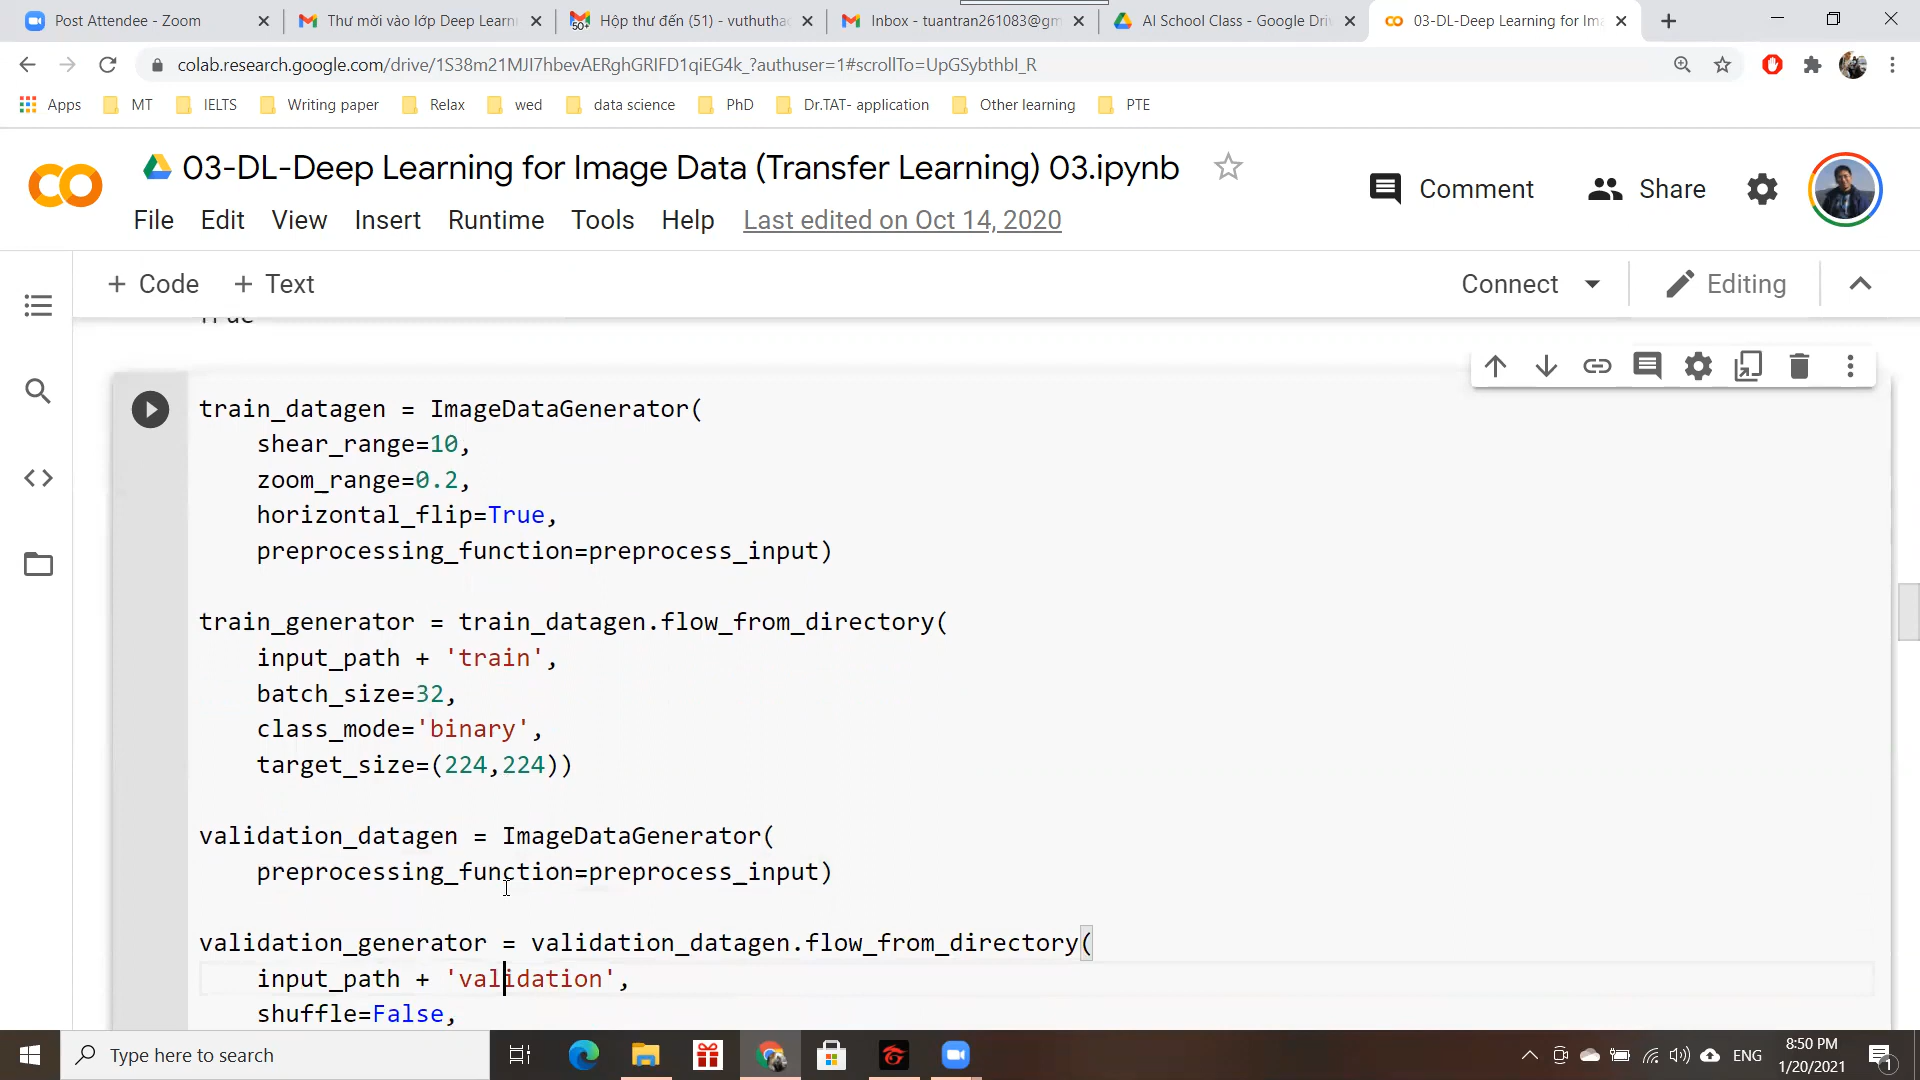 Post Attendee - Zoom
Thư mời vào lớp Deep Learni
Hộp thư đến (51) - vuthutha
Inbox - tuantran261083@gm
AI School Class - Google Dri
03-DL-Deep Learning for Ima
colab.research.google.com/drive/1S38m21MJI7hbevAERghGRIFD1qiEG4k_?authuser=1#scrollTo=UpGSybthbI_R
Apps MT IELTS Writing paper Relax wed data science PhD Dr.TAT- application Other learning PTE
03-DL-Deep Learning for Image Data (Transfer Learning) 03.ipynb
Comment Share
File Edit View Insert Runtime Tools Help Last edited on Oct 14, 2020
+ Code + Text Connect Editing
True
train_datagen = ImageDataGenerator(
    shear_range=10,
    zoom_range=0.2,
    horizontal_flip=True,
    preprocessing_function=preprocess_input)
train_generator = train_datagen.flow_from_directory(
    input_path + 'train',
    batch_size=32,
    class_mode='binary',
    target_size=(224,224))
validation_datagen = ImageDataGenerator(
    preprocessing_function=preprocess_input)
validation_generator = validation_datagen.flow_from_directory(
    input_path + 'validation',
    shuffle=False,
Type here to search
ENG
8:50 PM
1/20/2021
1